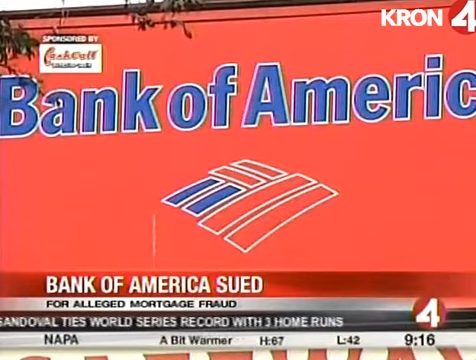 KRON 4
SPONSORED BY
CashCall
Bank of Americ
BANK OF AMERICA SUED
FOR ALLEGED MORTGAGE FRAUD
4
SANDOVAL TIES WORLD SERIES RECORD WITH 3 HOME RUNS
NAPA A Bit Warmer H:67 L:42 9:16